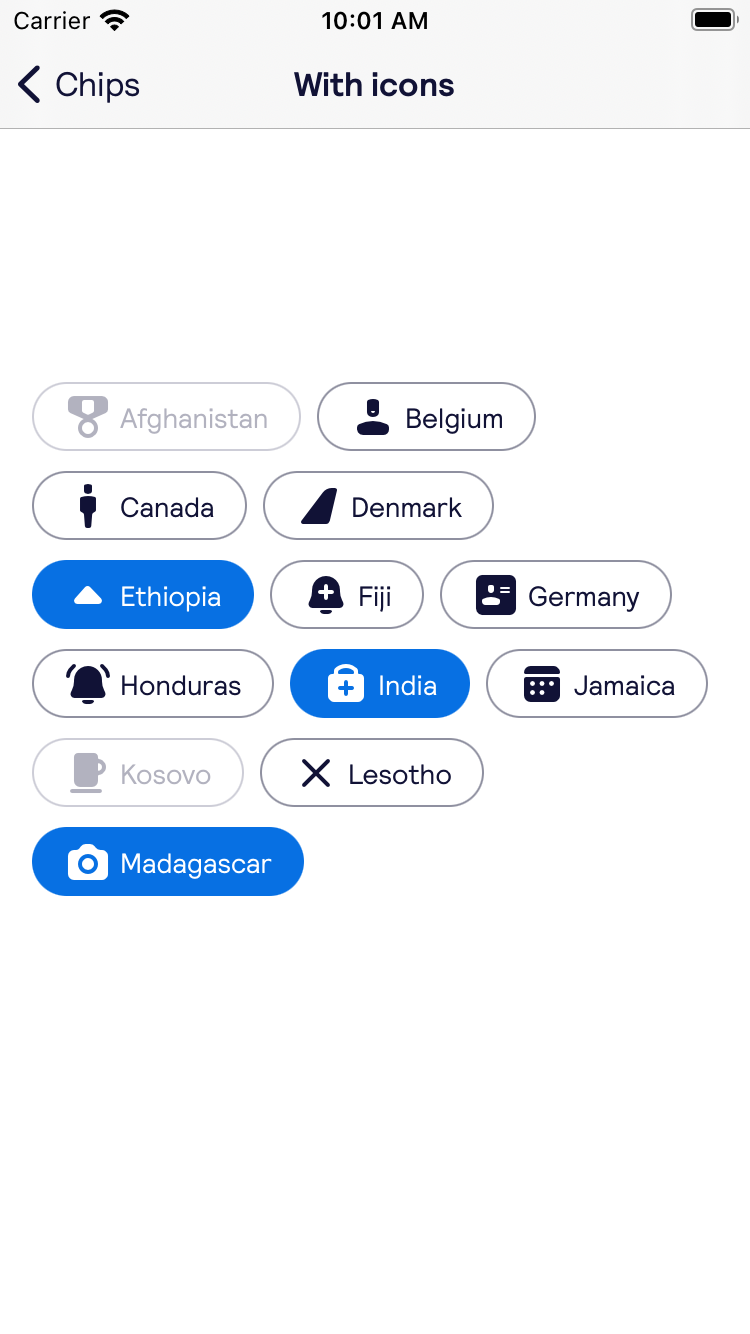 Carrier 10:01 AM
Chips With icons
Afghanistan Belgium
Canada Denmark
Ethiopia Fiji Germany
Honduras India Jamaica
Kosovo Lesotho
Madagascar